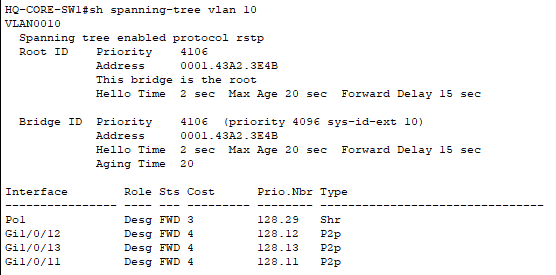 HQ-CORE-SW1#sh spanning-tree vlan 10
VLAN0010
  Spanning tree enabled protocol rstp
  Root ID    Priority    4106
             Address     0001.43A2.3E4B
             This bridge is the root
             Hello Time  2 sec  Max Age 20 sec  Forward Delay 15 sec

  Bridge ID  Priority    4106  (priority 4096 sys-id-ext 10)
             Address     0001.43A2.3E4B
             Hello Time  2 sec  Max Age 20 sec  Forward Delay 15 sec
             Aging Time  20

Interface        Role Sts Cost      Prio.Nbr Type
---------------- ---- --- --------- -------- --------------------------------
Po1              Desg FWD 3         128.29   Shr
Gi1/0/12         Desg FWD 4         128.12   P2p
Gi1/0/13         Desg FWD 4         128.13   P2p
Gi1/0/11         Desg FWD 4         128.11   P2p